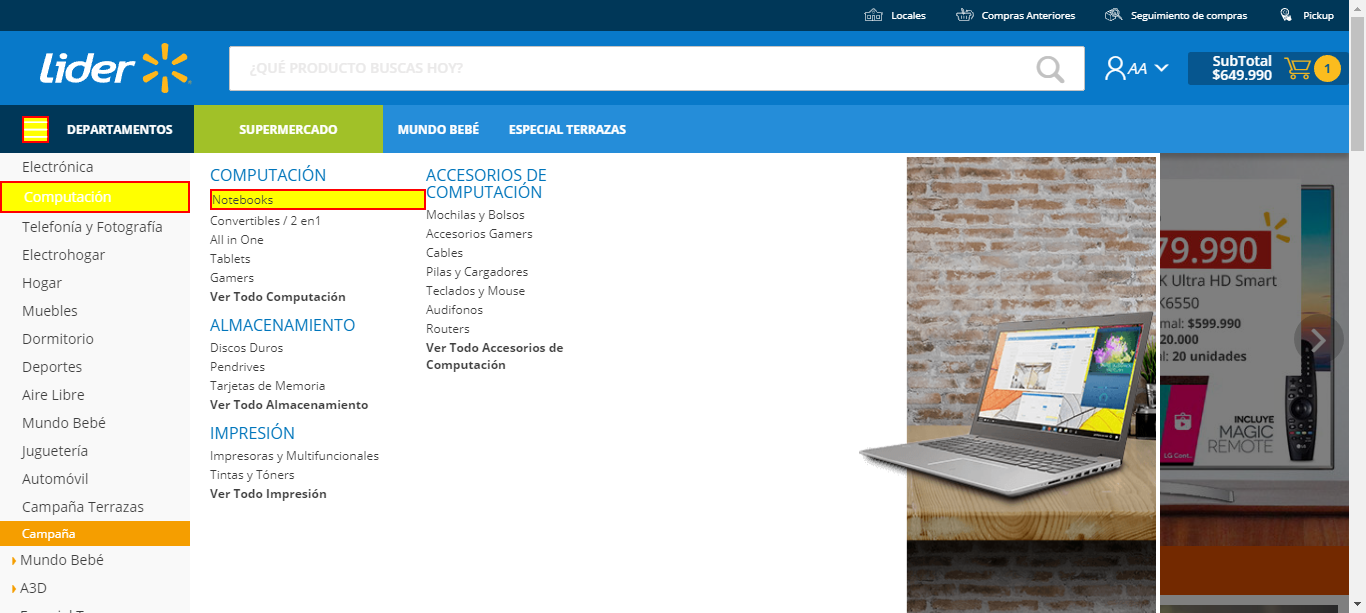 Locales
Compras Anteriores
Seguimiento de compras
Pickup
lider
¿QUÉ PRODUCTO BUSCAS HOY?
AA
SubTotal
$649.990
1
DEPARTAMENTOS
SUPERMERCADO
MUNDO BEBÉ
ESPECIAL TERRAZAS
Electrónica
Computación
Telefonía y Fotografía
Electrohogar
Hogar
Muebles
Dormitorio
Deportes
Aire Libre
Mundo Bebé
Juguetería
Automóvil
Campaña Terrazas
Campaña
Mundo Bebé
A3D
COMPUTACIÓN
Notebooks
Convertibles / 2 en1
All in One
Tablets
Gamers
Ver Todo Computación
ALMACENAMIENTO
Discos Duros
Pendrives
Tarjetas de Memoria
Ver Todo Almacenamiento
IMPRESIÓN
Impresoras y Multifuncionales
Tintas y Tóners
Ver Todo Impresión
ACCESORIOS DE
COMPUTACIÓN
Mochilas y Bolsos
Accesorios Gamers
Cables
Pilas y Cargadores
Teclados y Mouse
Audifonos
Routers
Ver Todo Accesorios de
Computación
79.990
K Ultra HD Smart
K6550
mal: $599.990
20.000
l: 20 unidades
INCLUYE
MAGIC
REMOTE
LG Cont.
LG